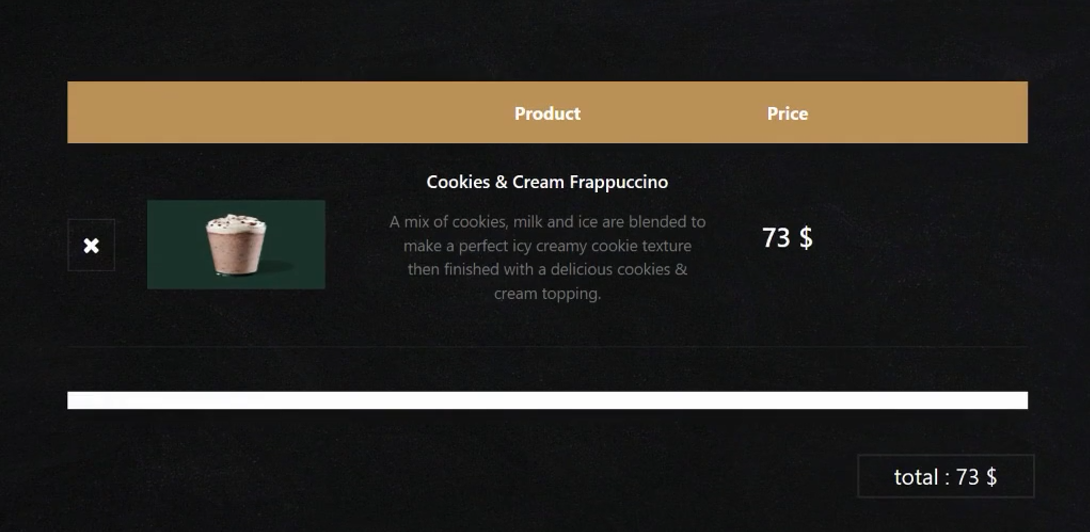 Product Price
Cookies & Cream Frappuccino
A mix of cookies, milk and ice are blended to
make a perfect icy creamy cookie texture
then finished with a delicious cookies &
cream topping.
73 $
total : 73 $